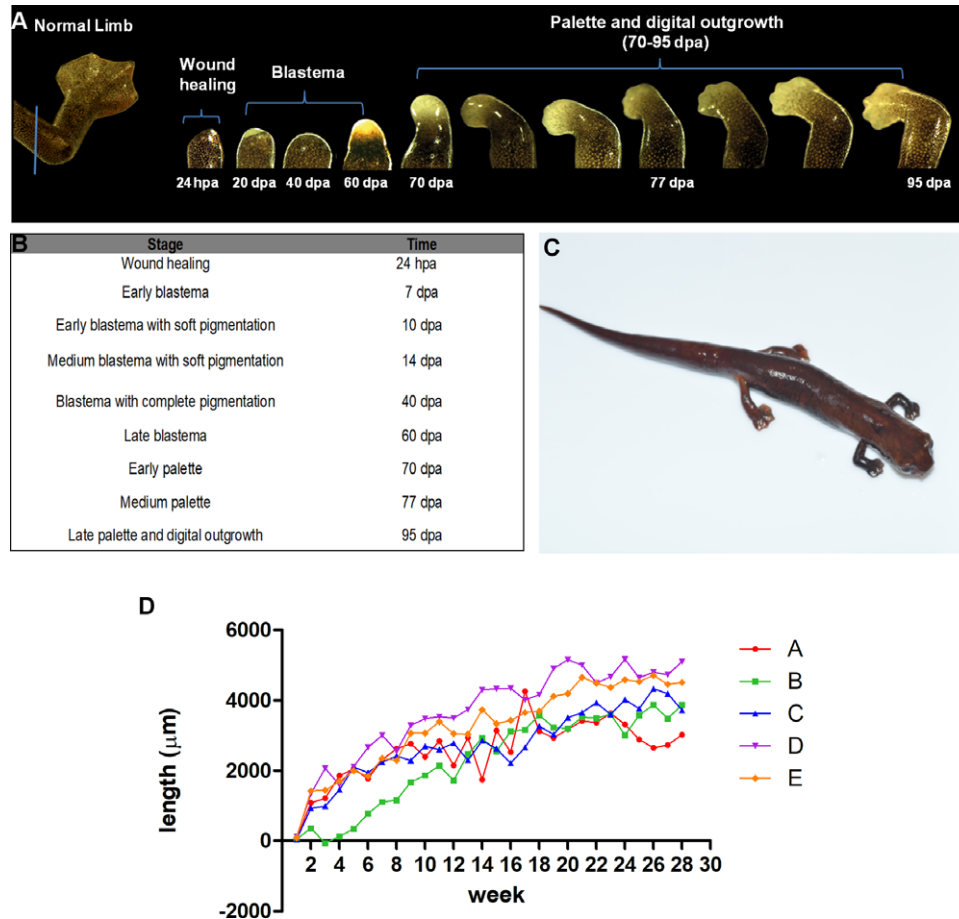 A
Normal Limb
Wound
healing
Blastema
Palette and digital outgrowth
(70-95 dpa)
24 hpa
20 dpa
40 dpa
60 dpa
70 dpa
77 dpa
95 dpa
B
Stage Time
Wound healing 24 hpa
Early blastema 7 dpa
Early blastema with soft pigmentation 10 dpa
Medium blastema with soft pigmentation 14 dpa
Blastema with complete pigmentation 40 dpa
Late blastema 60 dpa
Early palette 70 dpa
Medium palette 77 dpa
Late palette and digital outgrowth 95 dpa
C
D
length (μm)
6000
4000
2000
0
-2000
2 4 6 8 10 12 14 16 18 20 22 24 26 28 30
week
A
B
C
D
E